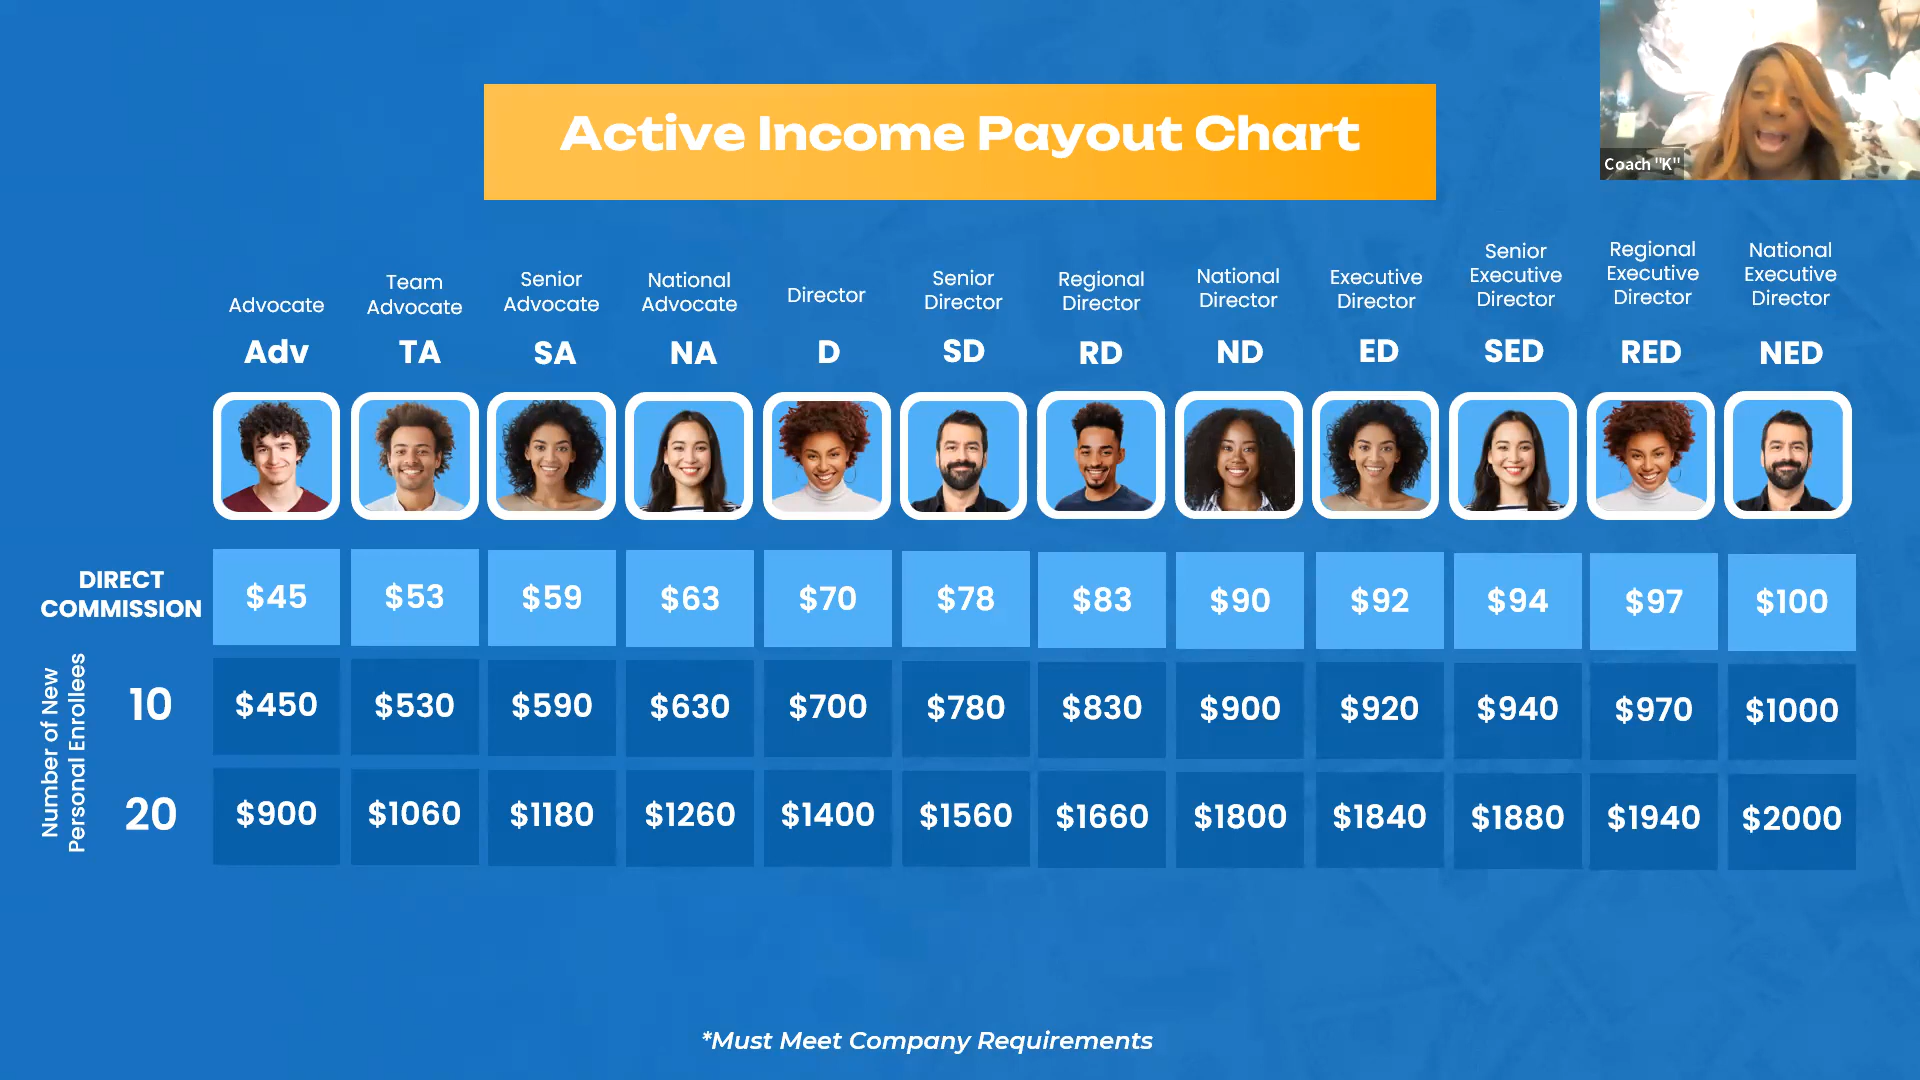 Active Income Payout Chart
Coach "K"
Advocate
Team
Advocate
Senior
Advocate
National
Advocate
Director
Senior
Director
Regional
Director
National
Director
Executive
Director
Senior
Executive
Director
Regional
Executive
Director
National
Executive
Director
Adv TA SA NA D SD RD ND ED SED RED NED
DIRECT
COMMISSION
$45 $53 $59 $63 $70 $78 $83 $90 $92 $94 $97 $100
Number of New
Personal Enrollees
10 $450 $530 $590 $630 $700 $780 $830 $900 $920 $940 $970 $1000
20 $900 $1060 $1180 $1260 $1400 $1560 $1660 $1800 $1840 $1880 $1940 $2000
*Must Meet Company Requirements